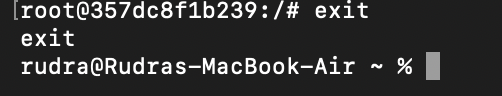 [root@357dc8f1b239:/# exit
exit
rudra@Rudras-MacBook-Air ~ %